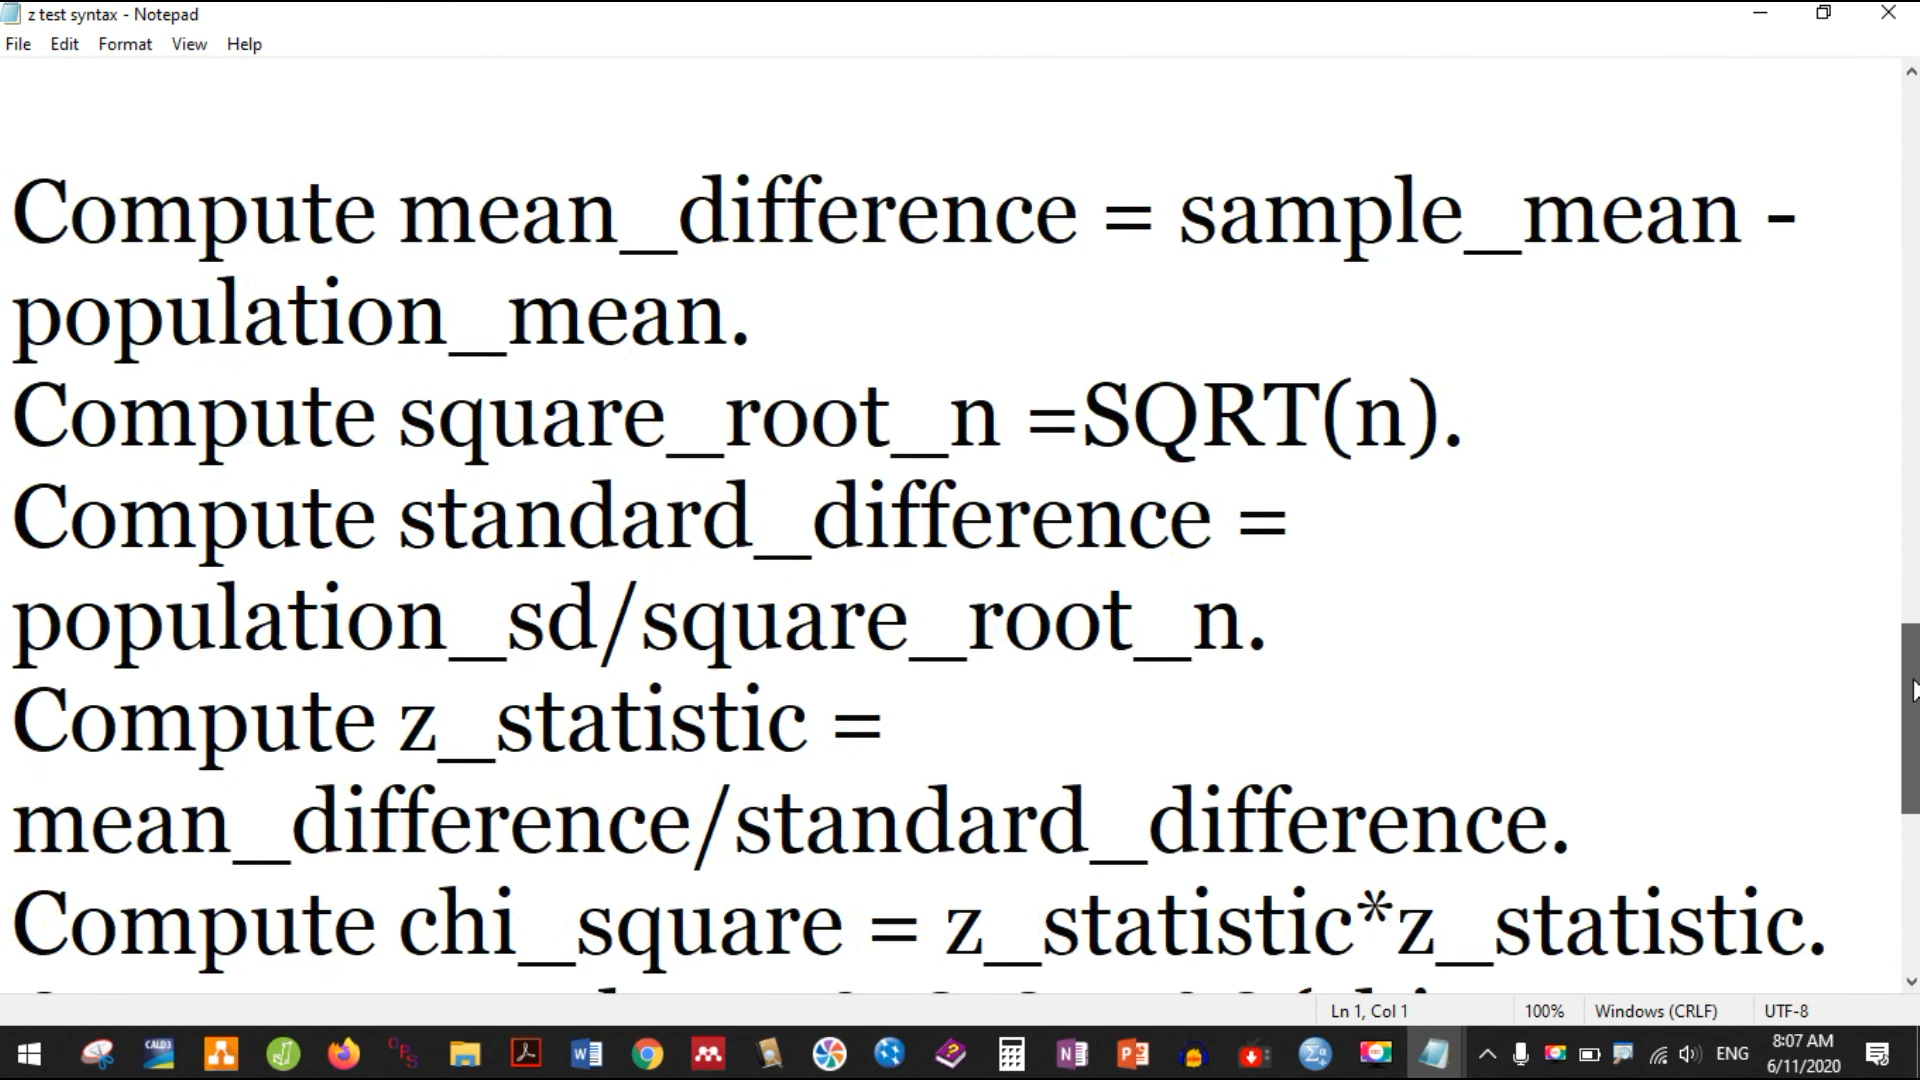 z test syntax - Notepad
File Edit Format View Help
Compute mean_difference = sample_mean -
population_mean.
Compute square_root_n =SQRT(n).
Compute standard_difference =
population_sd/square_root_n.
Compute z_statistic =
mean_difference/standard_difference.
Compute chi_square = z_statistic*z_statistic.
Ln 1, Col 1 100% Windows (CRLF) UTF-8
CALD3
ENG
8:07 AM
6/11/2020